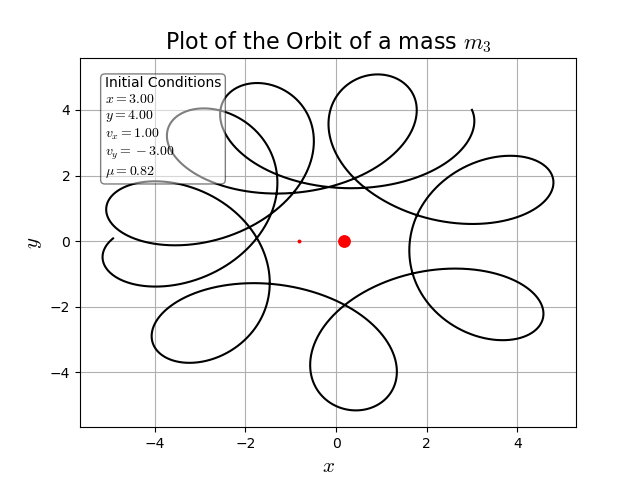 Plot of the Orbit of a mass m₃
Initial Conditions
x = 3.00
y = 4.00
vₓ = 1.00
v_y = −3.00
μ = 0.82
4
2
0
−2
−4
y
−4
−2
0
2
4
x